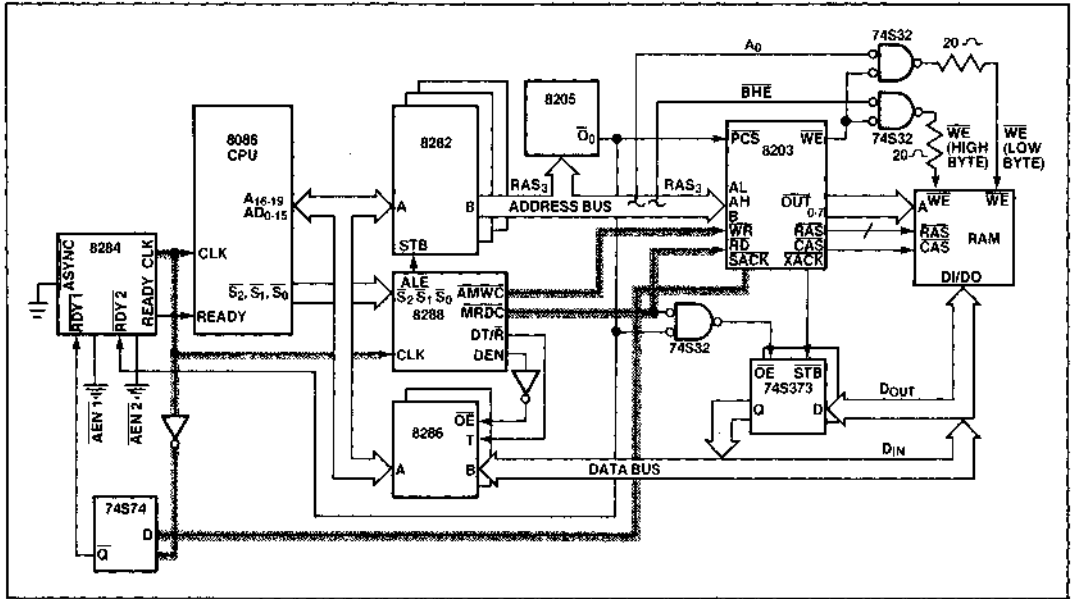 74S32
20
A0
8205
BHE
74S32
8086
CPU
8282
O0
PCS WE
8203
WE
(HIGH
BYTE)
20
WE
(LOW
BYTE)
RAS3
RAS3
ADDRESS BUS
A16-19
AD0-15
A
B
AL
AH
B
OUT
0-7
A
WE
WE
RAM
8284
ASYNC
CLK
CLK
STB
WR
RD
SACK
RAS
CAS
XACK
RAS
CAS
DI/DO
RDY1
RDY2
READY
READY
S2, S1, S0
ALE
S2 S1 S0
8288
AMWC
MRDC
DT/R
DEN
CLK
74S32
OE STB
74S373
Q
D
DOUT
AEN 1
AEN 2
OE
8286
T
A
B
DATA BUS
DIN
74S74
D
Q